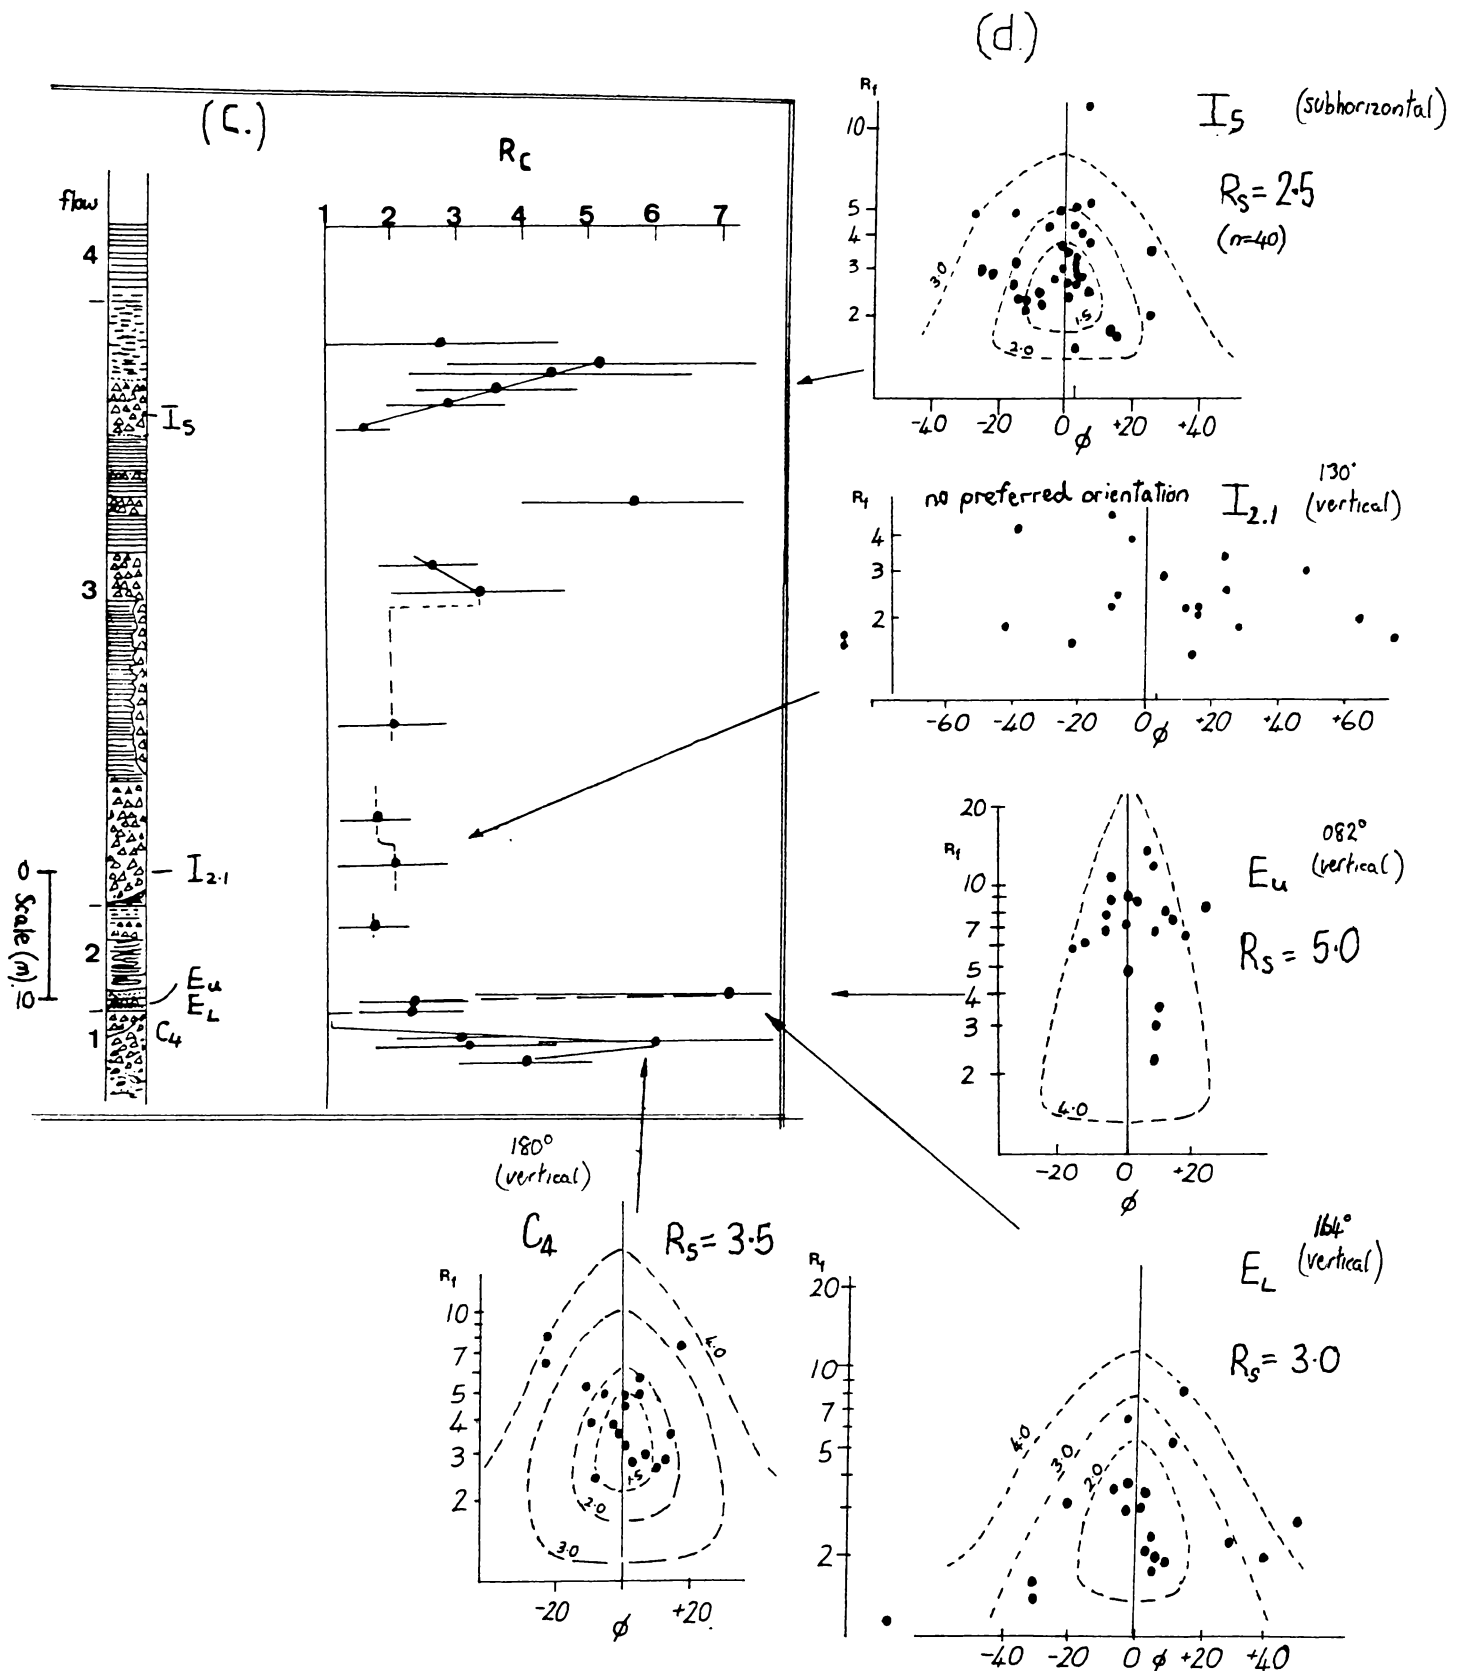 (C.)
Rc
flow
1 2 3 4 5 6 7
4
I5
3
0
I2.1
Scale (m).
2
10
Eu
EL
C4
1
(d.)
Rf
I5 (subhorizontal)
Rs = 2.5
(n=40)
10
5
4
3
2
3.0
2.0
1.5
-40 -20 0 +20 +40
φ
Rf
no preferred orientation
I2.1 130° (vertical)
4
3
2
-60 -40 -20 0 +20 +40 +60
φ
Rf
Eu 082° (vertical)
Rs = 5.0
20
10
7
5
4
3
2
4.0
-20 0 +20
φ
180°
(vertical)
C4
Rs = 3.5
Rf
10
7
5
4
3
2
4.0
1.5
2.0
3.0
-20 +20
φ
Rf
EL 164° (vertical)
Rs = 3.0
20
10
7
5
2
4.0
3.0
2.0
-40 -20 0 +20 +40
φ